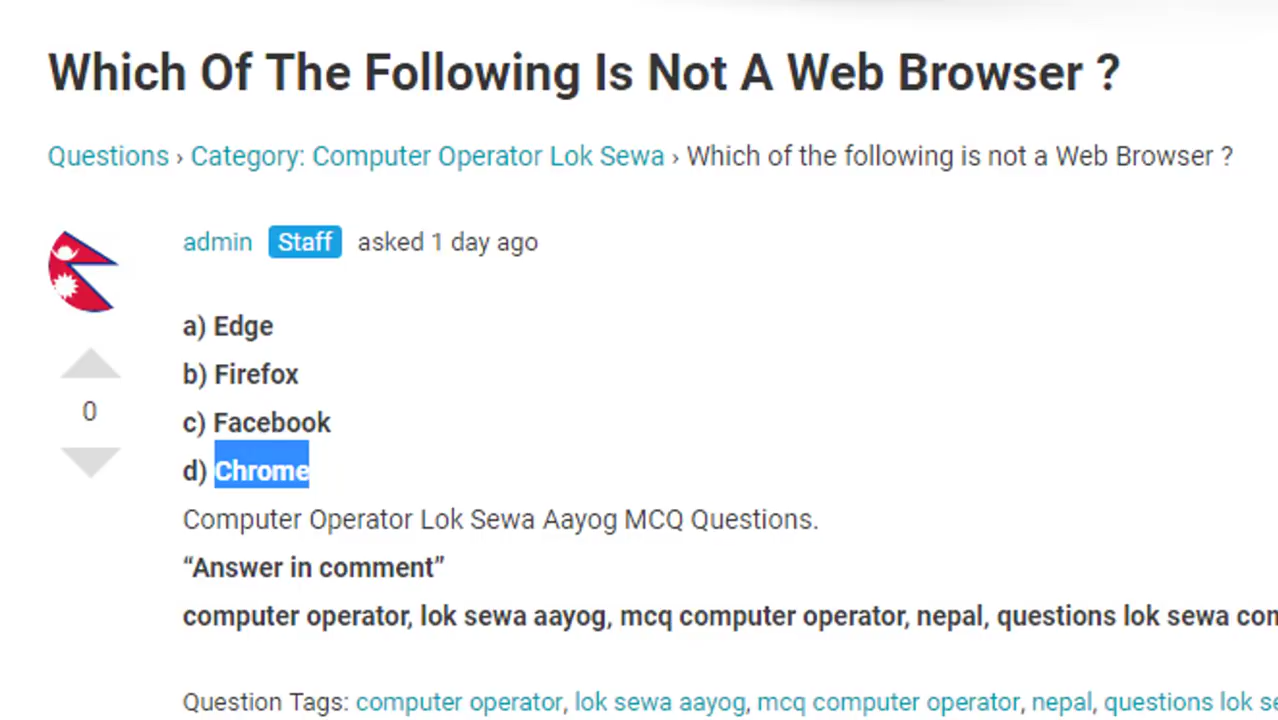 Which Of The Following Is Not A Web Browser ?
Questions › Category: Computer Operator Lok Sewa › Which of the following is not a Web Browser ?
admin Staff asked 1 day ago
a) Edge
b) Firefox
0
c) Facebook
d) Chrome
Computer Operator Lok Sewa Aayog MCQ Questions.
“Answer in comment”
computer operator, lok sewa aayog, mcq computer operator, nepal, questions lok sewa
Question Tags: computer operator, lok sewa aayog, mcq computer operator, nepal, questions lok